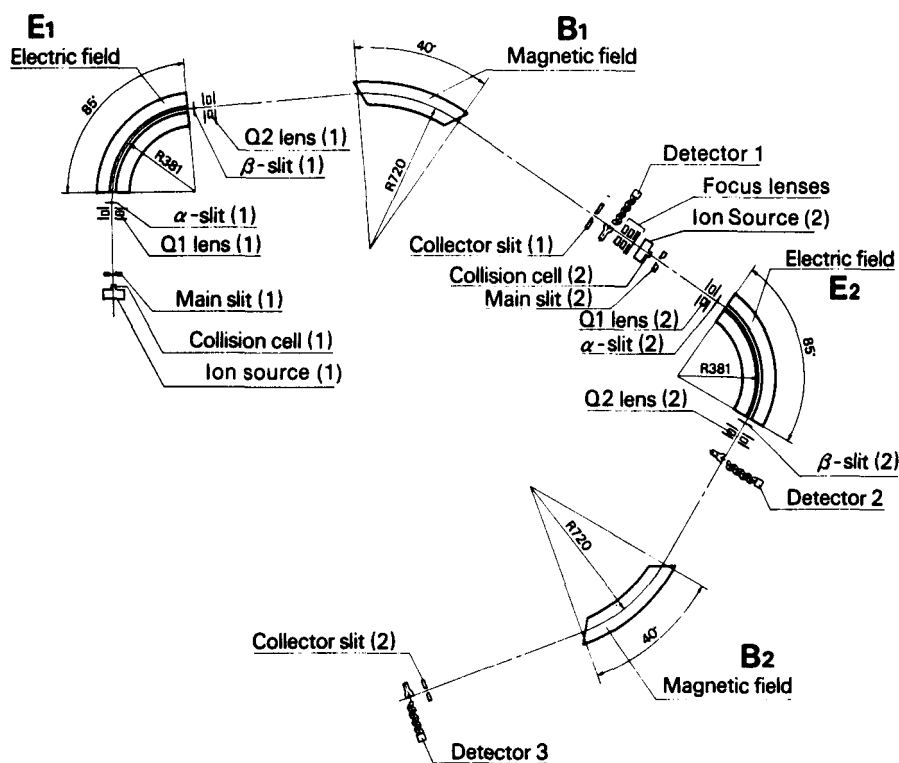 E1
Electric field
85°
R381
Q2 lens (1)
β-slit (1)
α-slit (1)
Q1 lens (1)
Main slit (1)
Collision cell (1)
Ion source (1)
B1
40°
Magnetic field
R720
Detector 1
Focus lenses
Ion Source (2)
Collector slit (1)
Collision cell (2)
Main slit (2)
Electric field
E2
Q1 lens (2)
α-slit (2)
85°
R381
Q2 lens (2)
β-slit (2)
Detector 2
R720
40°
B2
Magnetic field
Collector slit (2)
Detector 3